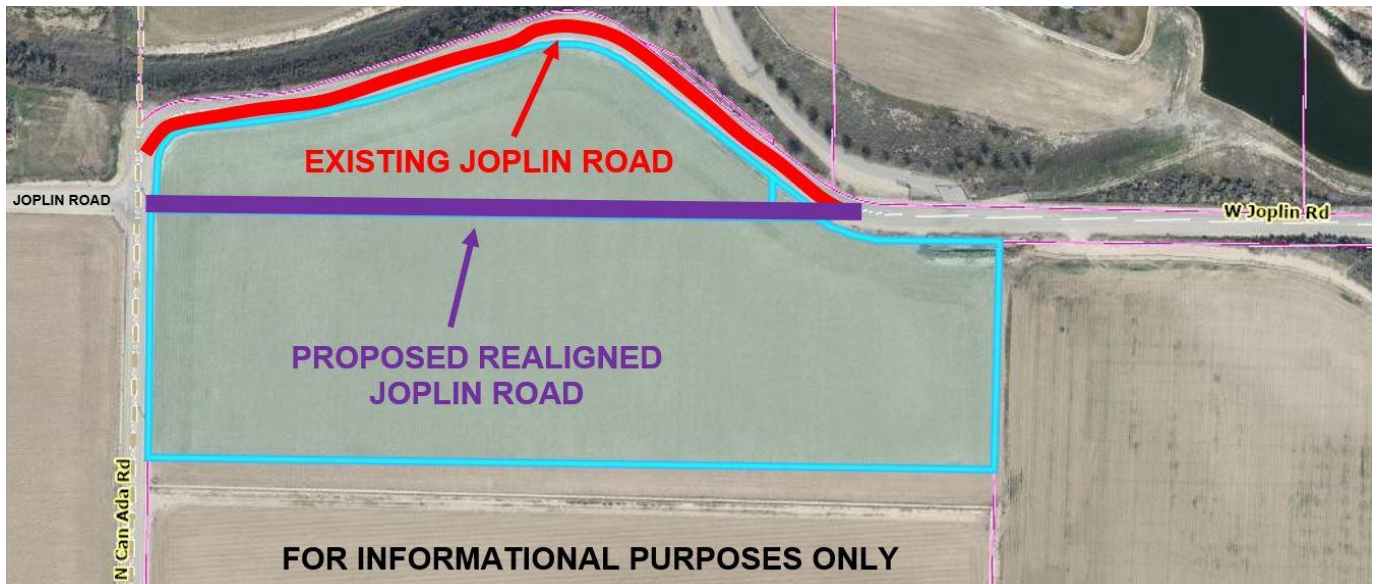 EXISTING JOPLIN ROAD
JOPLIN ROAD
W Joplin Rd
PROPOSED REALIGNED
JOPLIN ROAD
N Can Ada Rd
FOR INFORMATIONAL PURPOSES ONLY